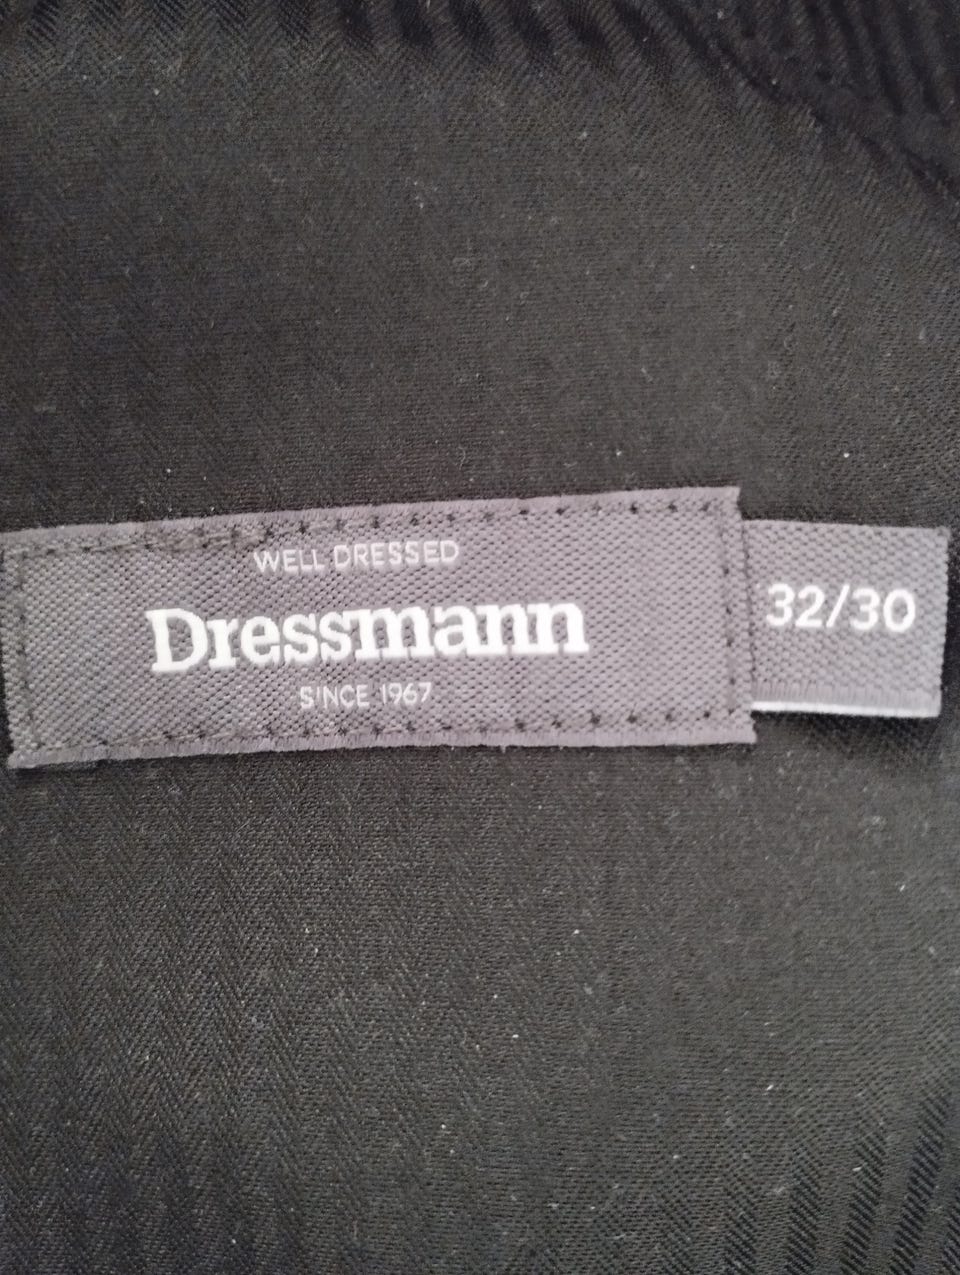 WELL DRESSED
Dressmann
SINCE 1967
32/30